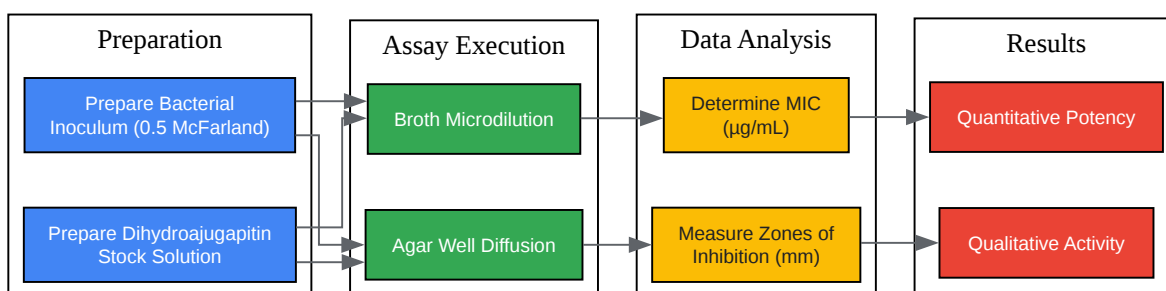 Preparation
Prepare Bacterial
Inoculum (0.5 McFarland)
Prepare Dihydroajugapitin
Stock Solution
Assay Execution
Broth Microdilution
Agar Well Diffusion
Data Analysis
Determine MIC
(µg/mL)
Measure Zones of
Inhibition (mm)
Results
Quantitative Potency
Qualitative Activity